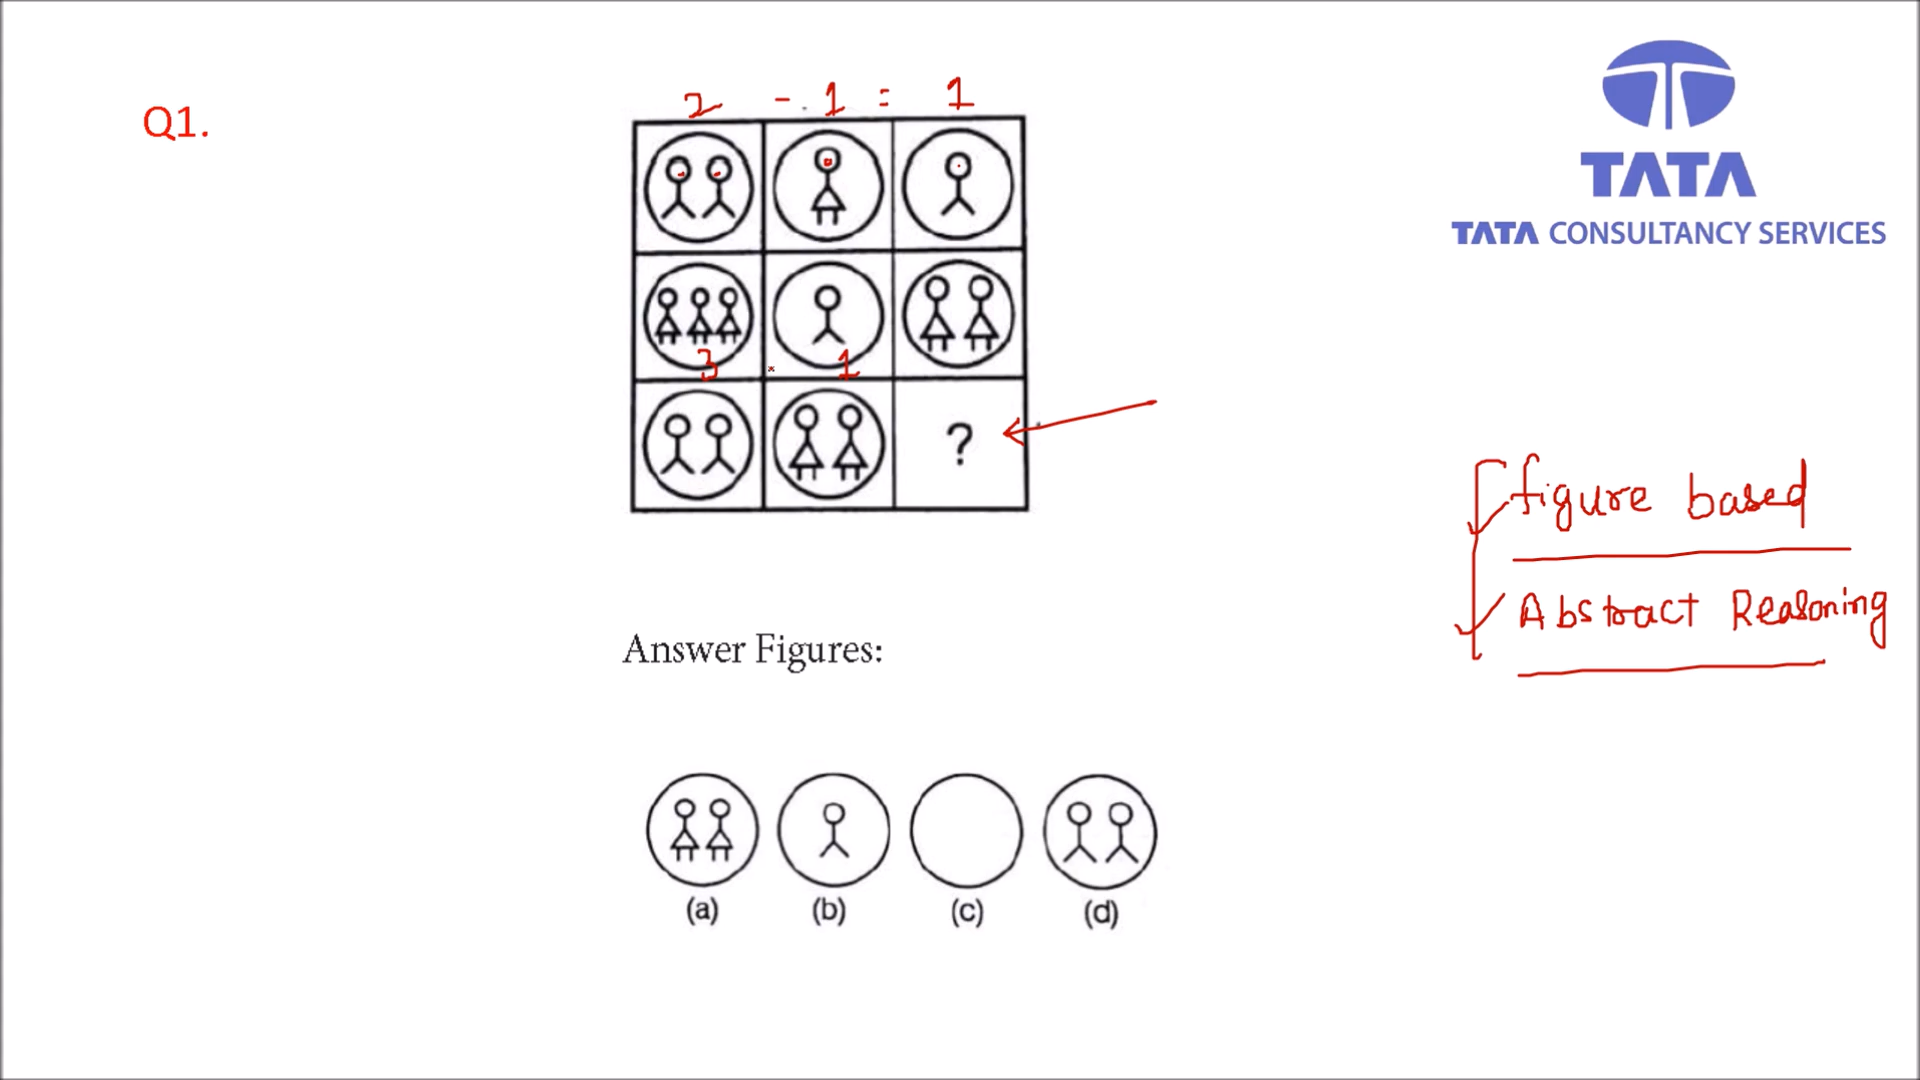 Q1.
2 - 1 = 1
3 1
?
TATA
TATA CONSULTANCY SERVICES
figure based
Abstract Reasoning
Answer Figures:
(a) (b) (c) (d)